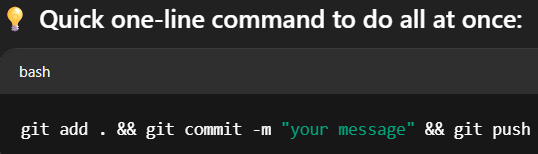 💡 Quick one-line command to do all at once:
bash
git add . && git commit -m "your message" && git push